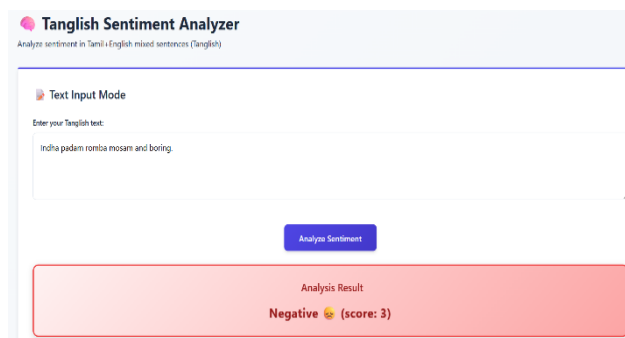 🧠 Tanglish Sentiment Analyzer
Analyze sentiment in Tamil+English mixed sentences (Tanglish)
📝 Text Input Mode
Enter your Tanglish text:
Indha padam romba mosam and boring.
Analyze Sentiment
Analysis Result
Negative 😠 (score: 3)